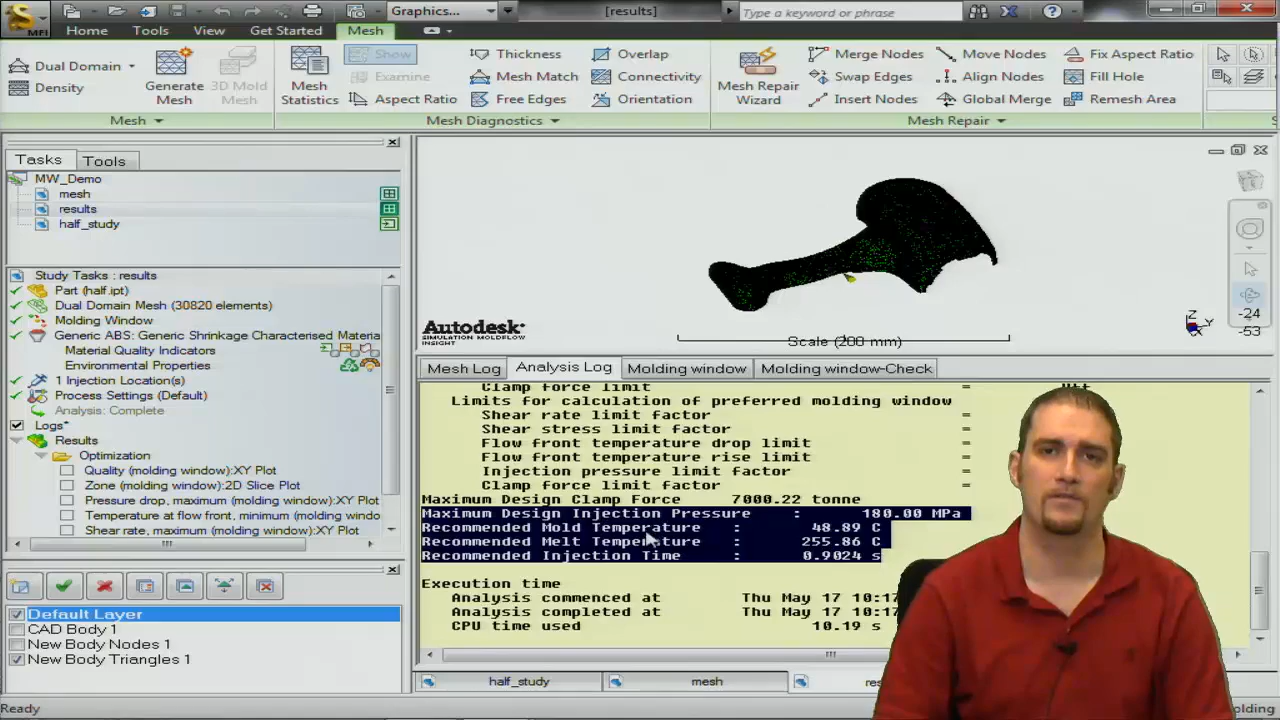 Graphics...
[results]
Type a keyword or phrase
MFI
Home
Tools
View
Get Started
Mesh
Dual Domain
Density
Generate Mesh
3D Mold Mesh
Mesh Statistics
Show
Examine
Aspect Ratio
Thickness
Mesh Match
Free Edges
Overlap
Connectivity
Orientation
Mesh Repair Wizard
Merge Nodes
Swap Edges
Insert Nodes
Move Nodes
Align Nodes
Global Merge
Fix Aspect Ratio
Fill Hole
Remesh Area
Mesh
Mesh Diagnostics
Mesh Repair
Tasks
Tools
MW_Demo
mesh
results
half_study
Study Tasks : results
Part (half.ipt)
Dual Domain Mesh (30820 elements)
Molding Window
Generic ABS: Generic Shrinkage Characterised Materia
Material Quality Indicators
Environmental Properties
1 Injection Location(s)
Process Settings (Default)
Analysis: Complete
Logs*
Results
Optimization
Quality (molding window):XY Plot
Zone (molding window):2D Slice Plot
Pressure drop, maximum (molding window):XY Plot
Temperature at flow front, minimum (molding windo
Shear rate, maximum (molding window):XY Plot
Default Layer
CAD Body 1
New Body Nodes 1
New Body Triangles 1
Autodesk
SIMULATION MOLDFLOW
INSIGHT
Scale (200 mm)
Z
Y
X
-24
-53
Mesh Log
Analysis Log
Molding window
Molding window-Check
Clamp force limit =
Limits for calculation of preferred molding window
Shear rate limit factor =
Shear stress limit factor =
Flow front temperature drop limit =
Flow front temperature rise limit =
Injection pressure limit factor =
Clamp force limit factor =
Maximum Design Clamp Force 7000.22 tonne
Maximum Design Injection Pressure : 180.00 MPa
Recommended Mold Temperature : 48.89 C
Recommended Melt Temperature : 255.86 C
Recommended Injection Time : 0.9024 s
Execution time
Analysis commenced at Thu May 17 10:17
Analysis completed at Thu May 17 10:17
CPU time used 10.19 s
half_study
mesh
res
Ready
olding